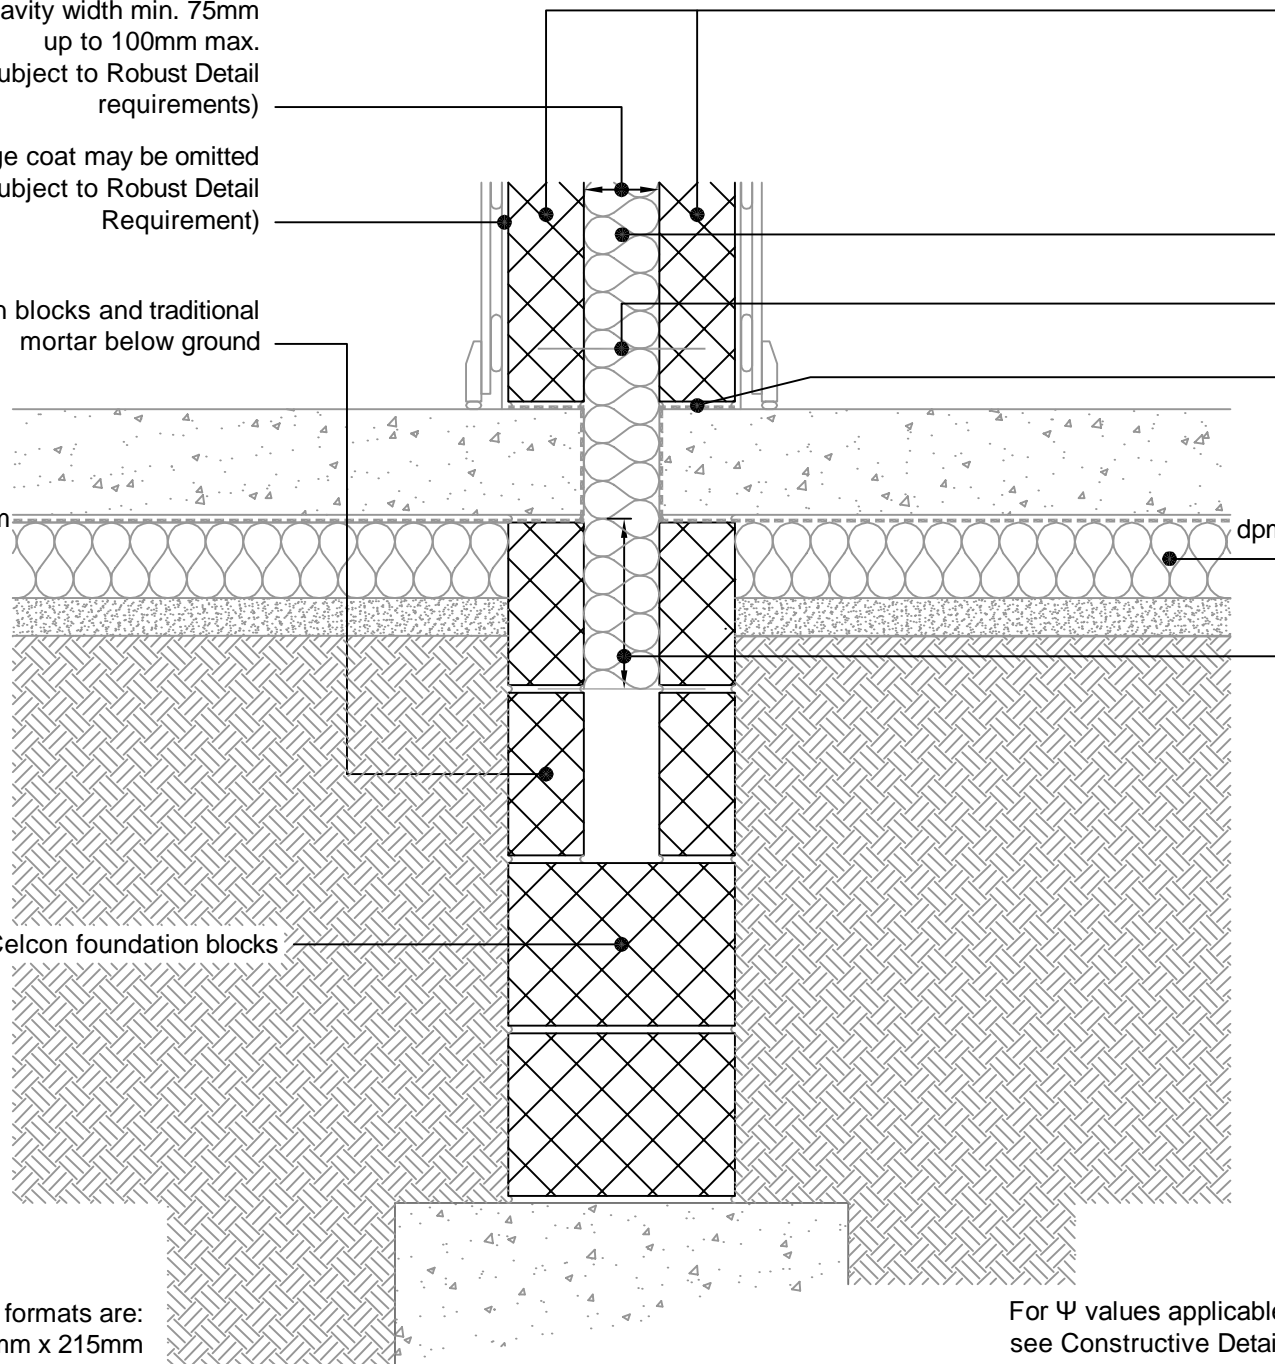 avity width min. 75mm
up to 100mm max.
ubject to Robust Detail
requirements)
ge coat may be omitted
ubject to Robust Detail
Requirement)
n blocks and traditional
mortar below ground
m
dpm
Celcon foundation blocks
formats are:
mm x 215mm
For Ψ values applicable
see Constructive Detail